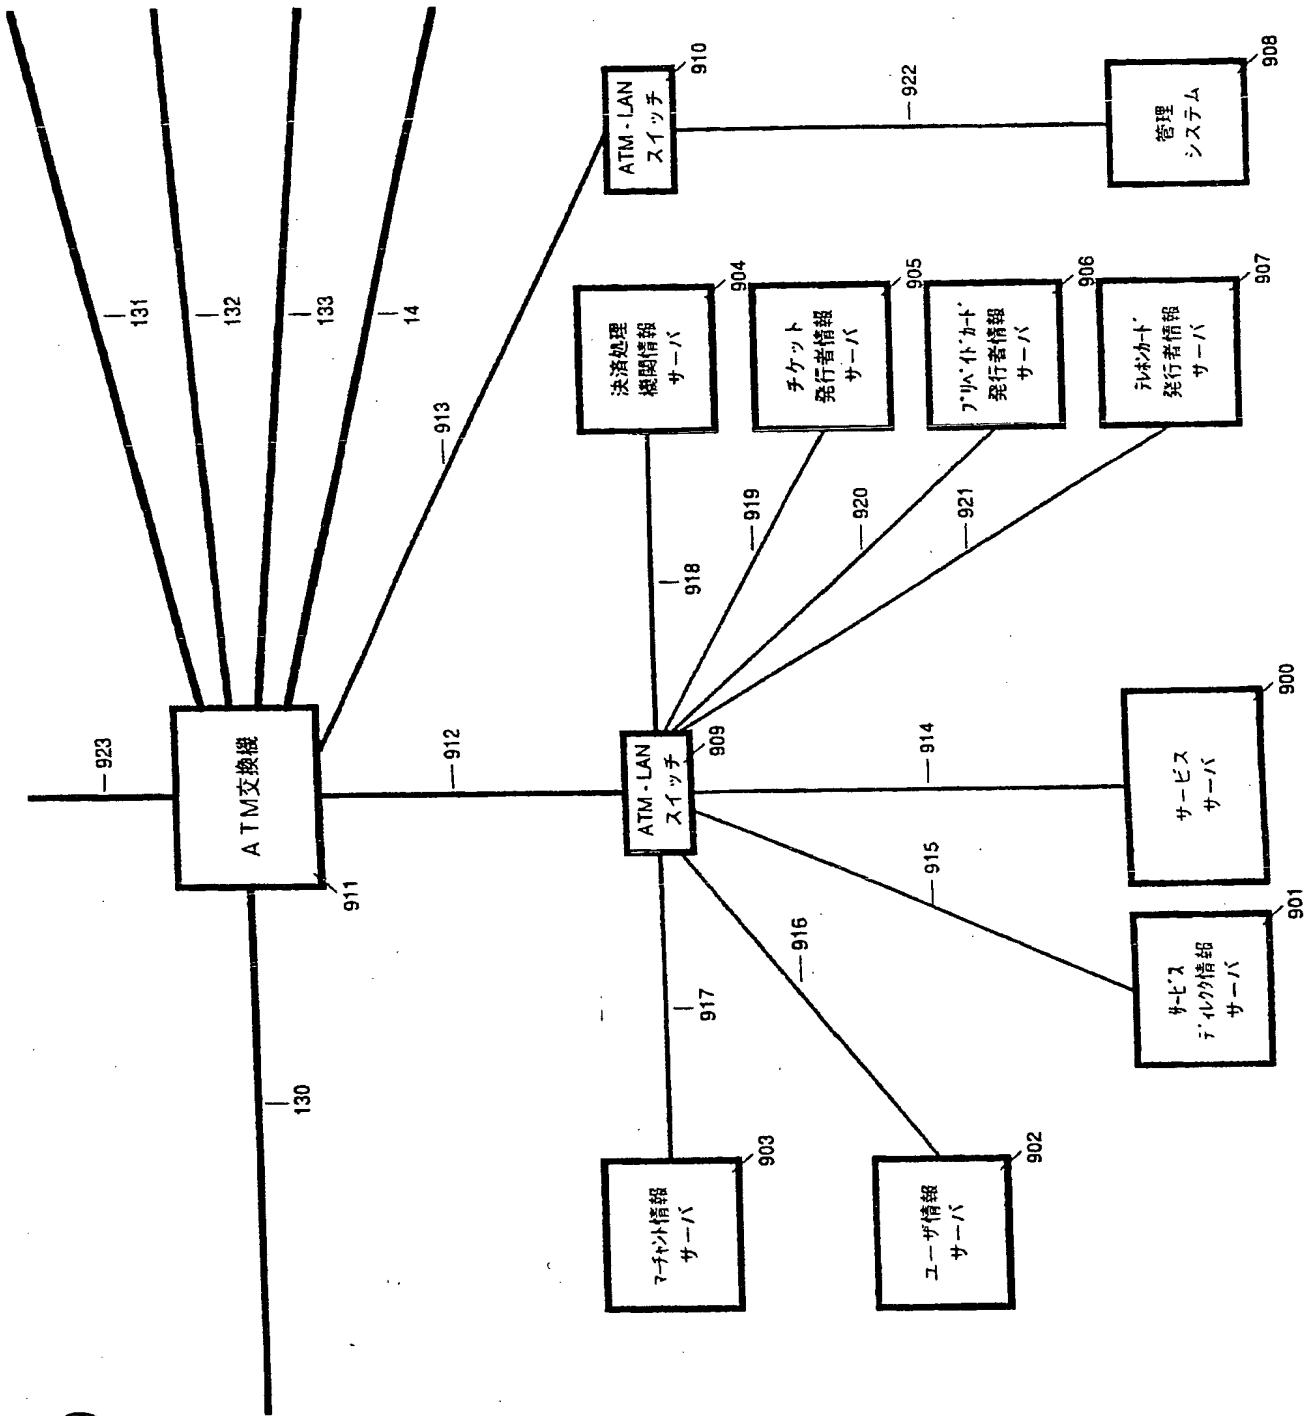 923
ATM交換機
911
130
131
132
133
14
912
913
ATM-LAN
スイッチ
910
922
管理
システム
908
ATM-LAN
スイッチ
909
917
マーチャント情報
サーバ
903
916
ユーザ情報
サーバ
902
915
サービス
ディレクタ情報
サーバ
901
914
サービス
サーバ
900
918
決済処理
機関情報
サーバ
904
919
チケット
発行者情報
サーバ
905
920
プリペイドカード
発行者情報
サーバ
906
921
テレホンカード
発行者情報
サーバ
907